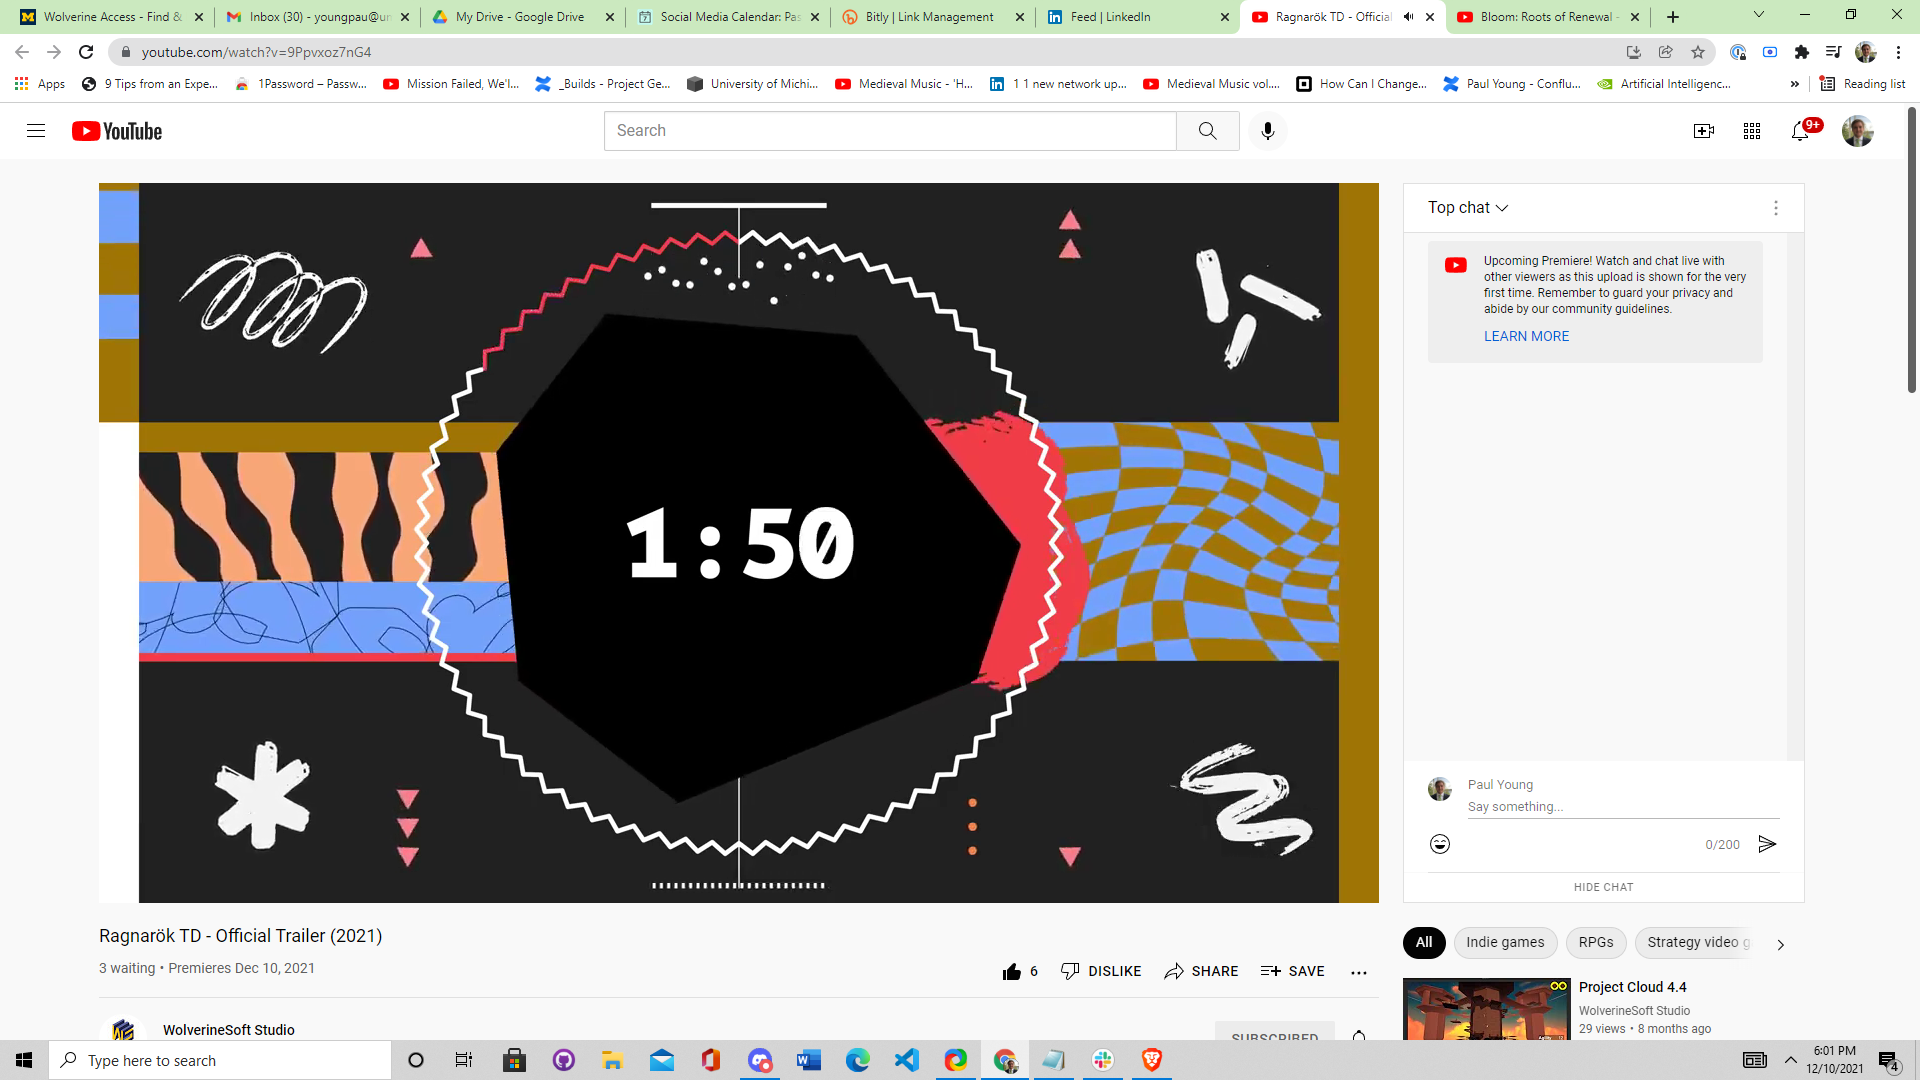 Wolverine Access - Find &
Inbox (30) - youngpau@un
My Drive - Google Drive
Social Media Calendar: Pas
Bitly | Link Management
Feed | LinkedIn
Ragnarök TD - Official
Bloom: Roots of Renewal -
youtube.com/watch?v=9Ppvxoz7nG4
Apps
9 Tips from an Expe...
1Password – Passw...
Mission Failed, We'l...
_Builds - Project Ge...
University of Michi...
Medieval Music - 'H...
1 1 new network up...
Medieval Music vol....
How Can I Change...
Paul Young - Conflu...
Artificial Intelligenc...
»
Reading list
YouTube
Search
9+
1:50
Top chat
Upcoming Premiere! Watch and chat live with
other viewers as this upload is shown for the very
first time. Remember to guard your privacy and
abide by our community guidelines.
LEARN MORE
Paul Young
Say something...
0/200
HIDE CHAT
Ragnarök TD - Official Trailer (2021)
3 waiting • Premieres Dec 10, 2021
6
DISLIKE
SHARE
SAVE
WolverineSoft Studio
SUBSCRIBED
All
Indie games
RPGs
Strategy video g
Project Cloud 4.4
WolverineSoft Studio
29 views • 8 months ago
Type here to search
6:01 PM
12/10/2021
4